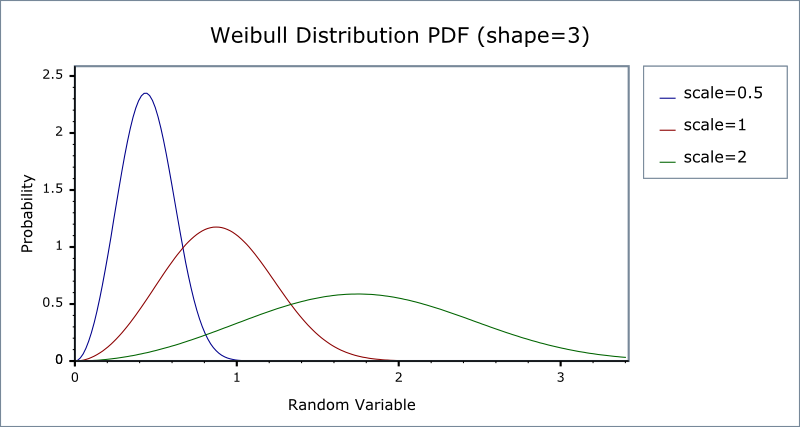 Weibull Distribution PDF (shape=3)
2.5
2
1.5
1
0.5
0
Probability
0
1
2
3
Random Variable
scale=0.5
scale=1
scale=2